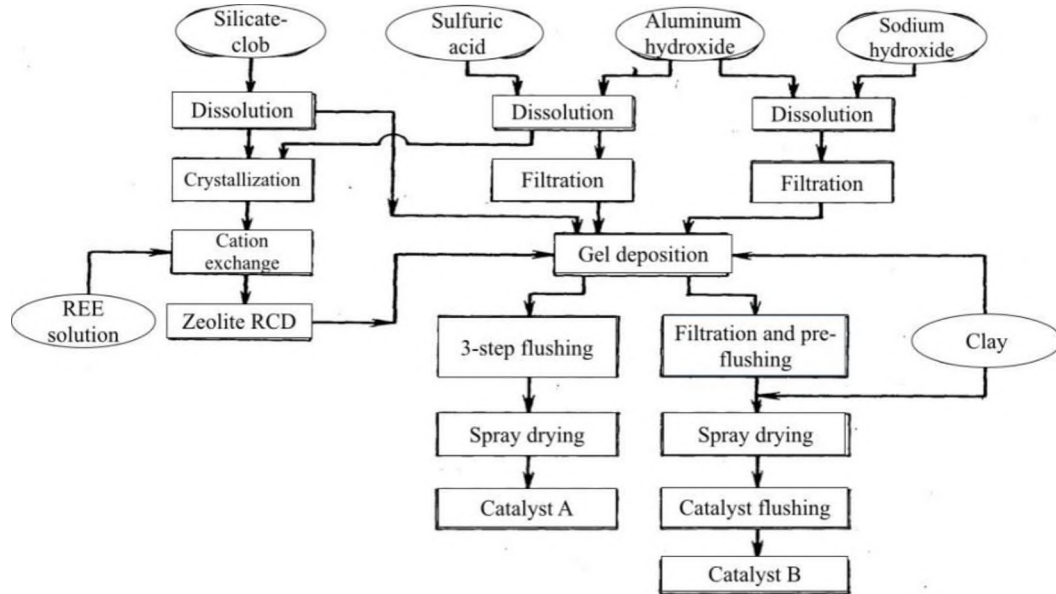 Silicate-
clob
Sulfuric
acid
Aluminum
hydroxide
Sodium
hydroxide
Dissolution
Dissolution
Dissolution
Crystallization
Filtration
Filtration
Cation
exchange
Gel deposition
REE
solution
Zeolite RCD
3-step flushing
Filtration and pre-
flushing
Clay
Spray drying
Spray drying
Catalyst A
Catalyst flushing
Catalyst B